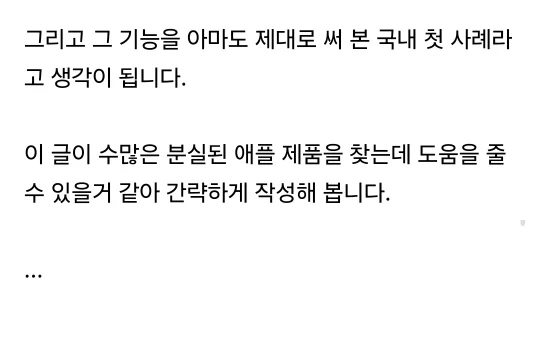 그리고 그 기능을 아마도 제대로 써 본 국내 첫 사례라
고 생각이 됩니다.
이 글이 수많은 분실된 애플 제품을 찾는데 도움을 줄
수 있을거 같아 간략하게 작성해 봅니다.
...